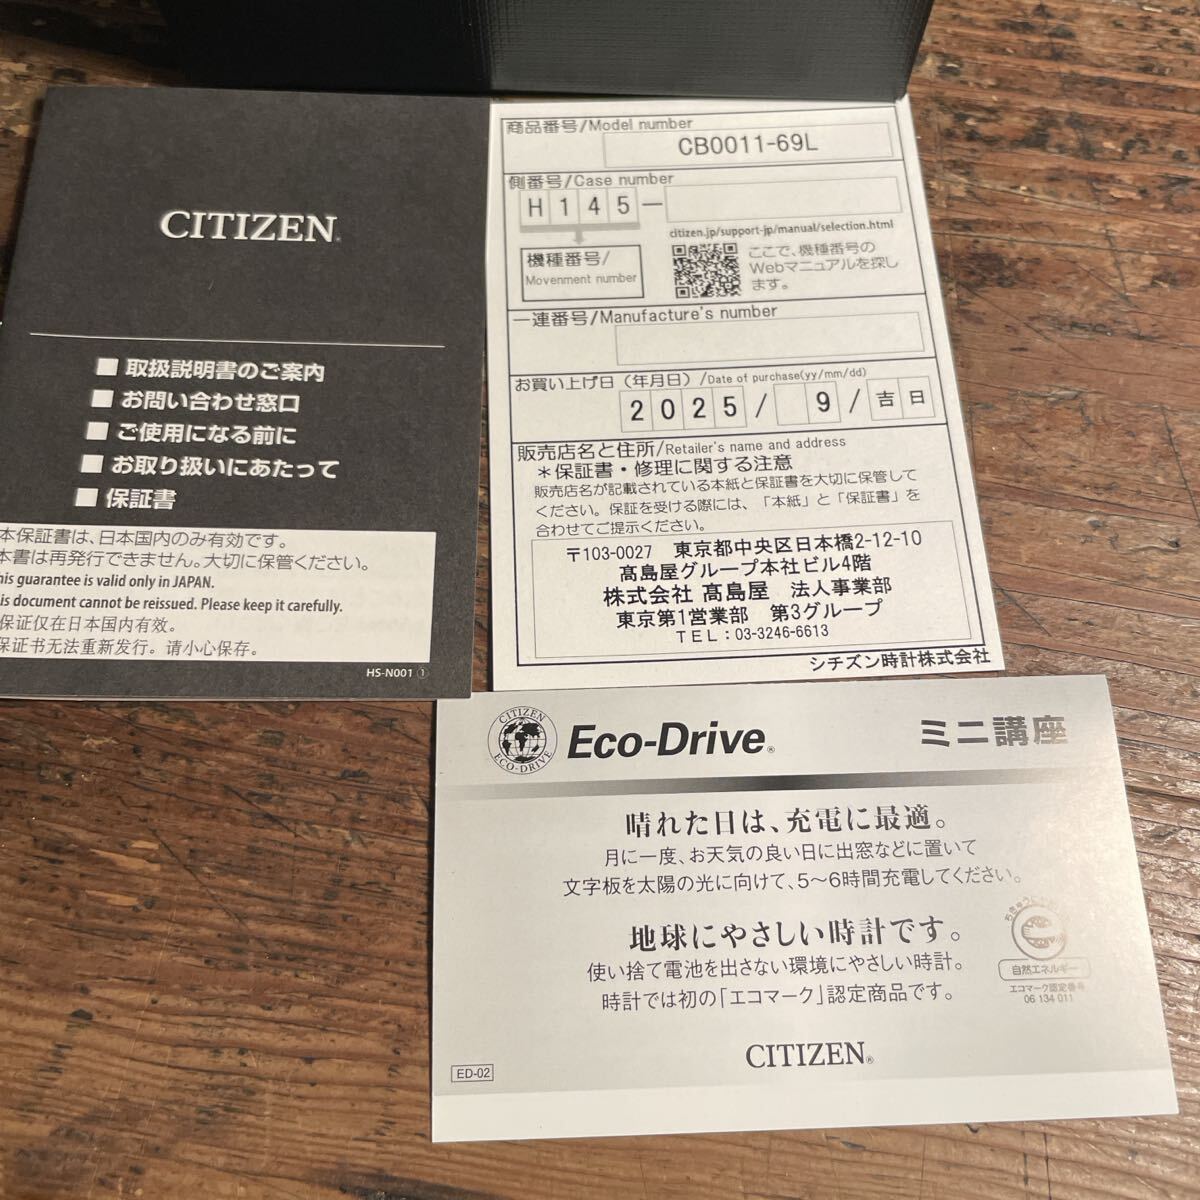 CITIZEN
■ 取扱説明書のご案内
■ お問い合わせ窓口
■ ご使用になる前に
■ お取り扱いにあたって
■ 保証書
本保証書は、日本国内のみ有効です。
本書は再発行できません。大切に保管ください。
his guarantee is valid only in JAPAN.
is document cannot be reissued. Please keep it carefully.
保证仅在日本国内有效。
保证书无法重新发行。请小心保存。
HS-N001 ①
商品番号/Model number
CB0011-69L
側番号/Case number
H 1 4 5 －
citizen.jp/support-jp/manual/selection.html
機種番号/
Movenment number
ここで、機種番号の
Webマニュアルを探し
ます。
一連番号/Manufacture's number
お買い上げ日（年月日）/Date of purchase(yy/mm/dd)
2 0 2 5 / 9 / 吉 日
販売店名と住所/Retailer's name and address
＊保証書・修理に関する注意
販売店名が記載されている本紙と保証書を大切に保管して
ください。保証を受ける際には、「本紙」と「保証書」を
合わせてご提示ください。
〒103-0027 東京都中央区日本橋2-12-10
髙島屋グループ本社ビル4階
株式会社 髙島屋 法人事業部
東京第1営業部 第3グループ
TEL：03-3246-6613
シチズン時計株式会社
CITIZEN
ECO-DRIVE
Eco-Drive®
ミニ講座
晴れた日は、充電に最適。
月に一度、お天気の良い日に出窓などに置いて
文字板を太陽の光に向けて、5〜6時間充電してください。
地球にやさしい時計です。
使い捨て電池を出さない環境にやさしい時計。
時計では初の「エコマーク」認定商品です。
自然エネルギー
エコマーク認定番号
06 134 011
CITIZEN®
ED-02